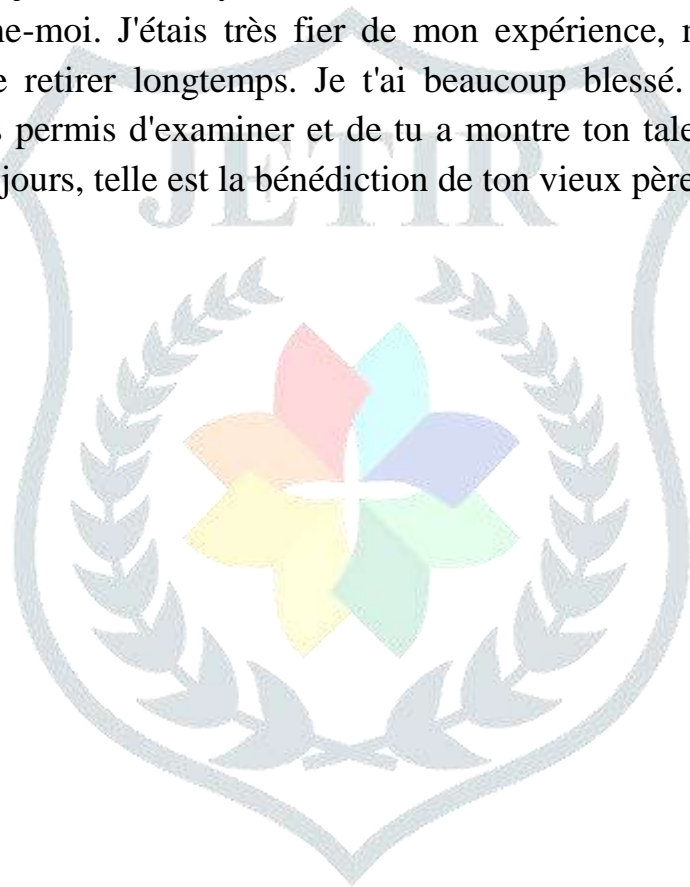 ne-moi. J'étais très fier de mon expérience,
e retirer longtemps. Je t'ai beaucoup blessé.
permis d'examiner et de tu a montre ton tale
jours, telle est la bénédiction de ton vieux père
JETIR